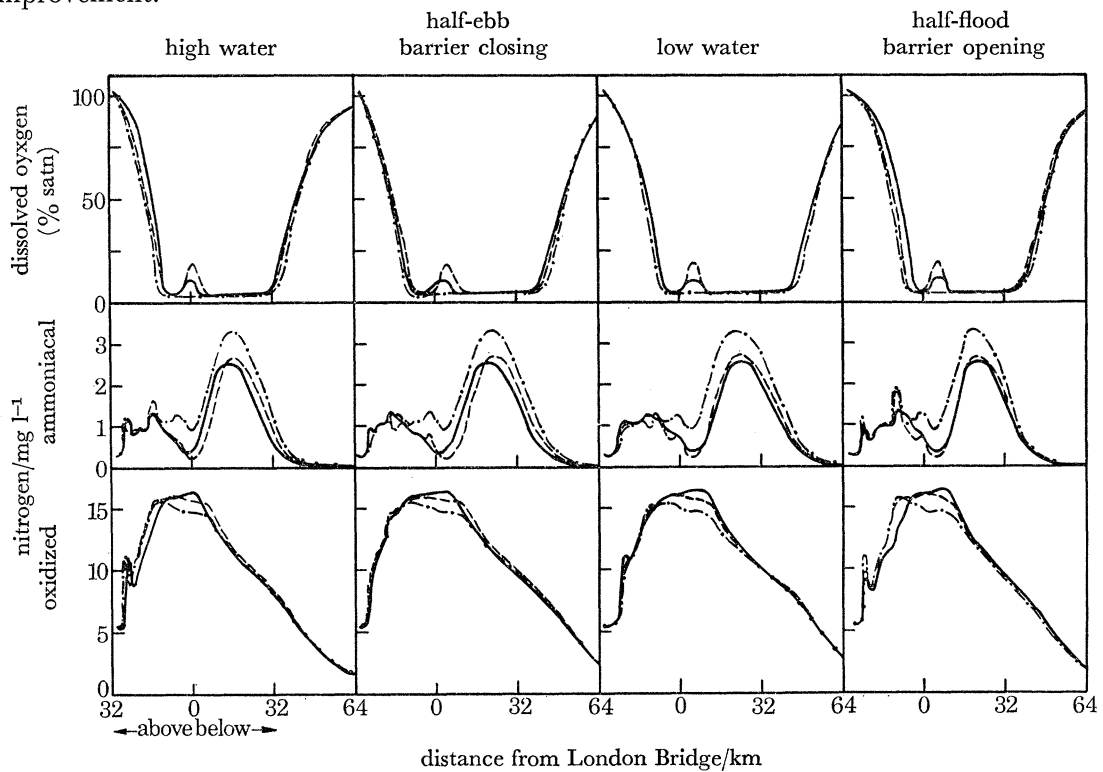 improvement.
high water
half-ebb
barrier closing
low water
half-flood
barrier opening
dissolved oyxgen
(% satn)
100
50
0
nitrogen/mg l⁻¹
ammoniacal
3
2
1
0
oxidized
15
10
5
0
32 0 32 64 0 32 64 0 32 64 0 32 64
above below
distance from London Bridge/km